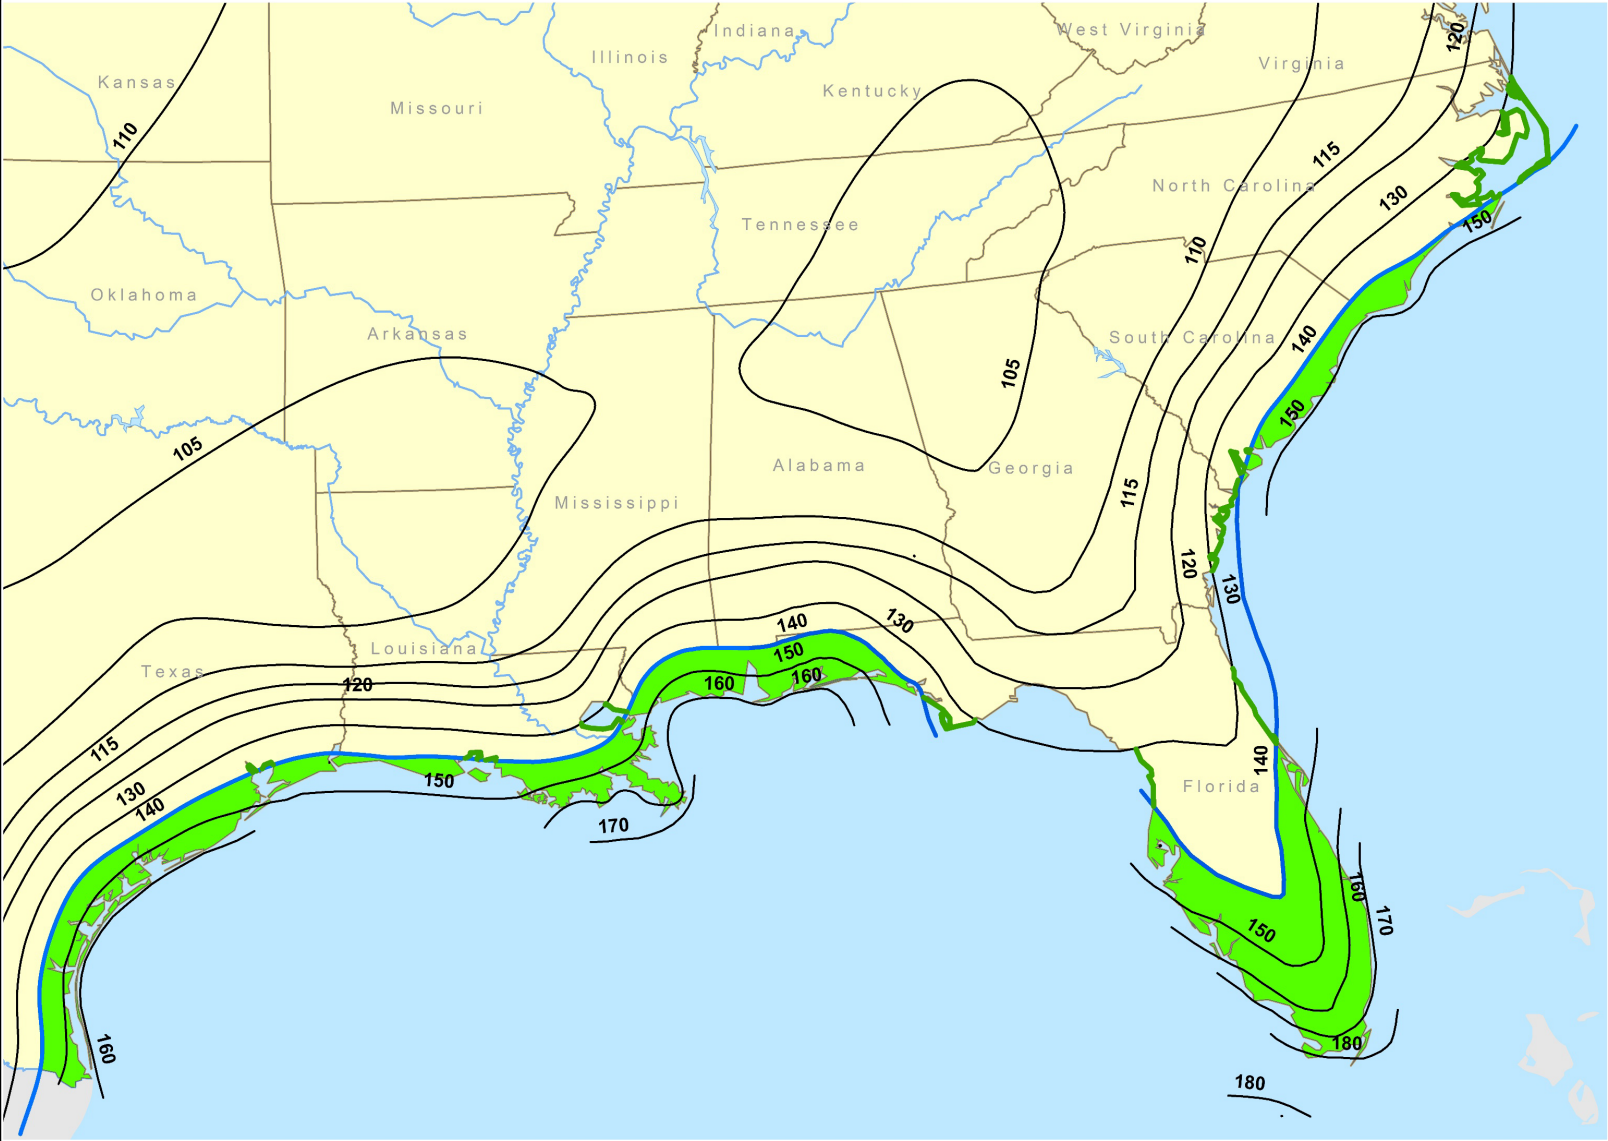 Indiana
West Virginia
120
Illinois
Virginia
Kansas
Kentucky
Missouri
110
115
North Carolina
130
Tennessee
150
110
Oklahoma
Arkansas
South Carolina
140
105
150
105
Alabama
Georgia
115
Mississippi
120
130
140
130
Louisiana
150
Texas
160
160
120
115
140
150
Florida
130
140
170
160
170
150
160
180
180